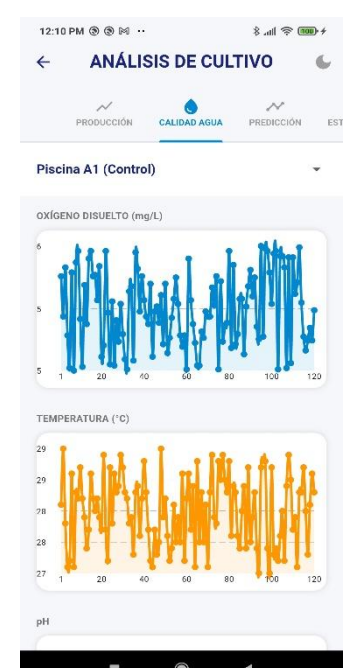 12:10 PM
100
ANÁLISIS DE CULTIVO
PRODUCCIÓN CALIDAD AGUA PREDICCIÓN EST
Piscina A1 (Control)
OXÍGENO DISUELTO (mg/L)
6
5
5
1 20 40 60 80 100 120
TEMPERATURA (°C)
29
29
28
28
27
1 20 40 60 80 100 120
pH